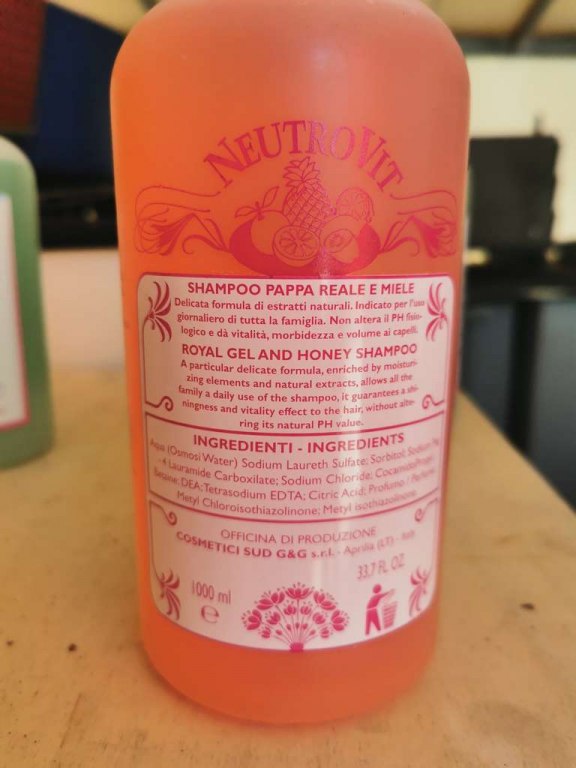 NEUTROVIT
SHAMPOO PAPPA REALE E MIELE
Delicata formula di estratti naturali. Indicato per l'uso
giornaliero di tutta la famiglia. Non altera il PH fisio-
logico e dà vitalità, morbidezza e volume ai capelli.
ROYAL GEL AND HONEY SHAMPOO
A particular delicate formula, enriched by moisturi-
zing elements and natural extracts, allows all the
family a daily use of the shampoo, it guarantees a shi-
ningness and vitality effect to the hair, without alte-
ring its natural PH value.
INGREDIENTI - INGREDIENTS
Aqua (Osmosi Water) Sodium Laureth Sulfate; Sorbitol; Sodium
4 Lauramide Carboxilate; Sodium Chloride;
Betaine; DEA; Tetrasodium EDTA; Citric Acid; Profumo / Perfume;
Metyl Chloroisothiazolinone; Metyl isothiazolinone.
OFFICINA DI PRODUZIONE
COSMETICI SUD G&G s.r.l. - Aprilia (LT) - Italy
1000 ml
33,7 FL OZ
e